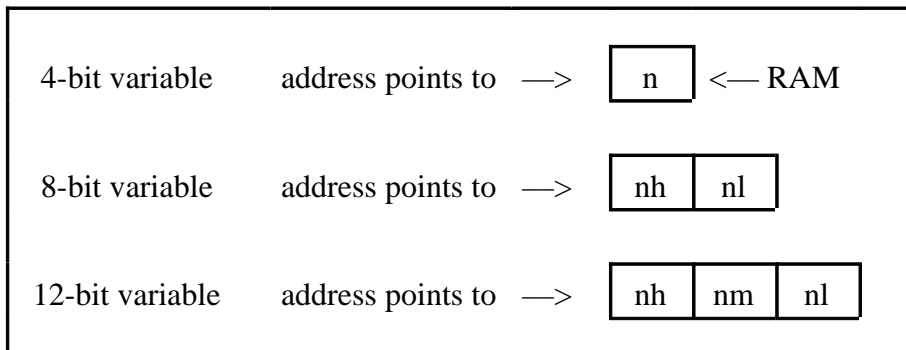 4-bit variable address points to —> n <— RAM
8-bit variable address points to —> nh nl
12-bit variable address points to —> nh nm nl